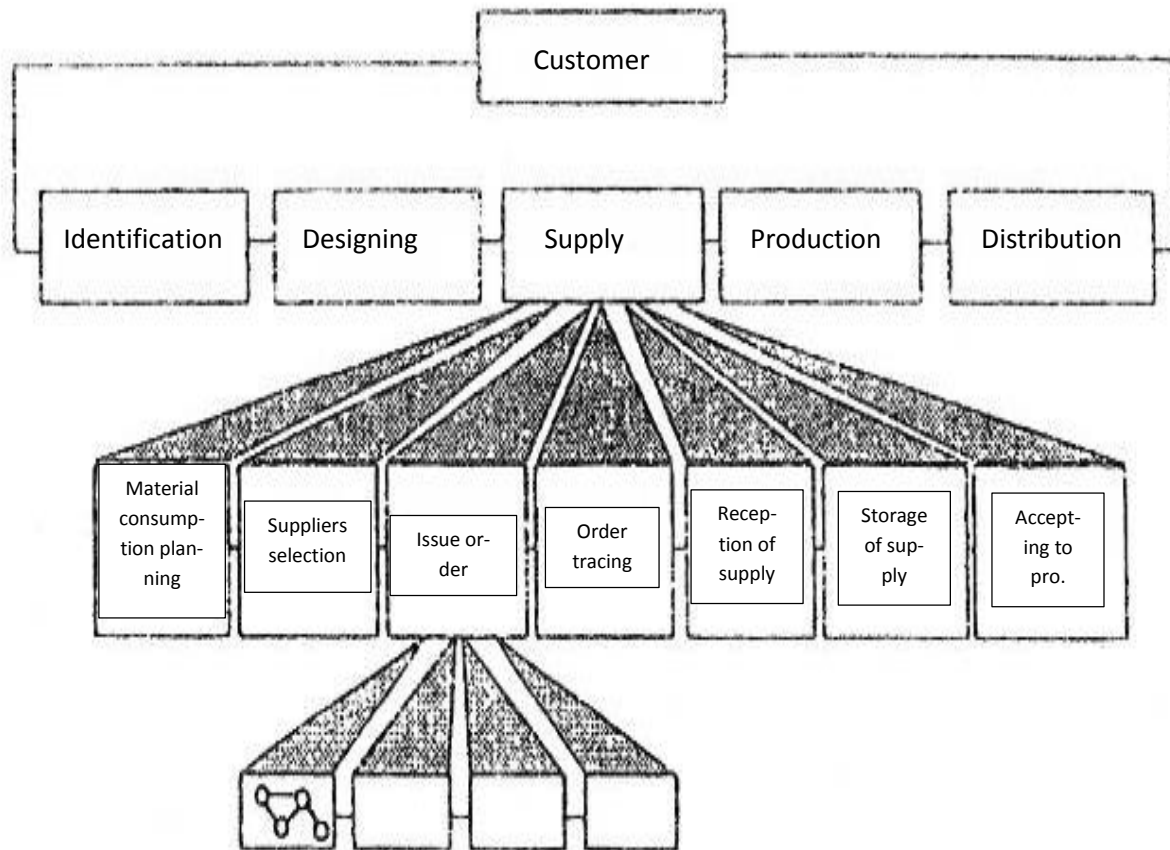 Customer
Identification
Designing
Supply
Production
Distribution
Material
consump-
tion plan-
ning
Suppliers
selection
Issue or-
der
Order
tracing
Recep-
tion of
supply
Storage
of sup-
ply
Accept-
ing to
pro.